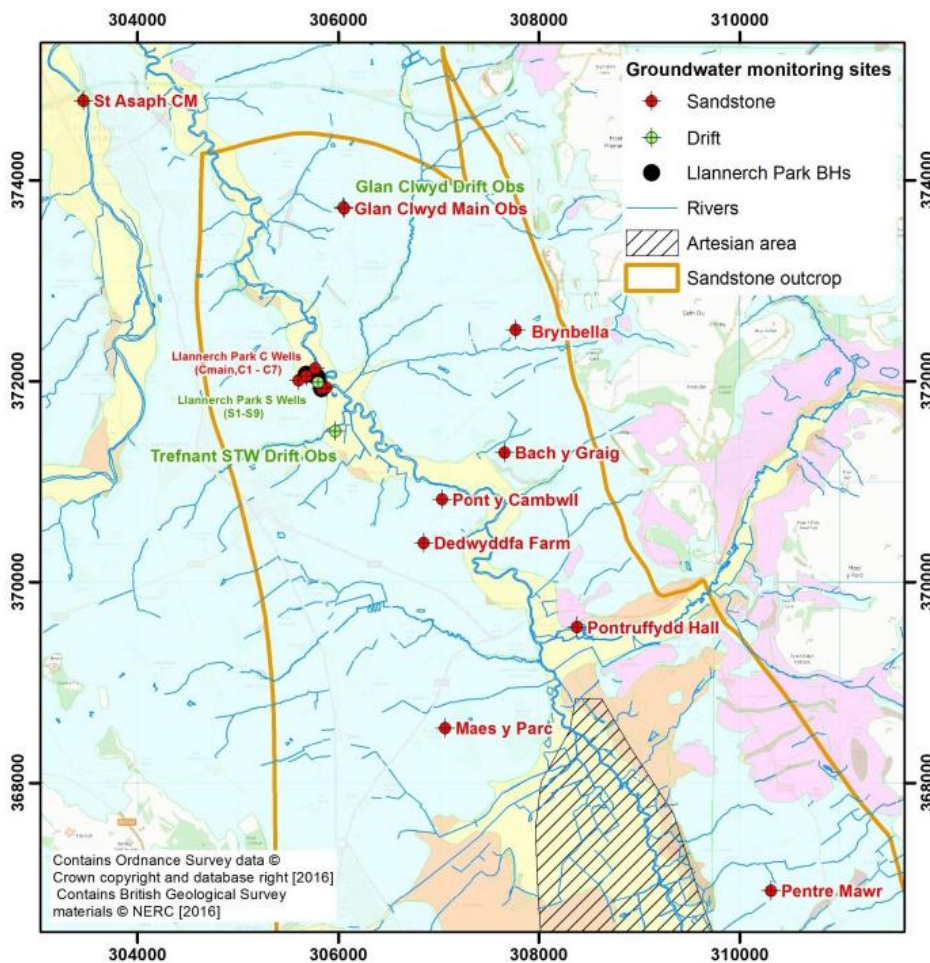 304000 306000 308000 310000
374000
372000
370000
368000
374000
372000
370000
368000
Groundwater monitoring sites
Sandstone
Drift
Llannerch Park BHs
Rivers
Artesian area
Sandstone outcrop
St Asaph CM
Glan Clwyd Drift Obs
Glan Clwyd Main Obs
Brynbella
Llannerch Park C Wells
(Cmain,C1 - C7)
Llannerch Park S Wells
(S1-S9)
Trefnant STW Drift Obs
Bach y Graig
Pont y Cambwll
Dedwyddfa Farm
Pontruffydd Hall
Maes y Parc
Pentre Mawr
Contains Ordnance Survey data ©
Crown copyright and database right [2016]
Contains British Geological Survey
materials © NERC [2016]
304000 306000 308000 310000